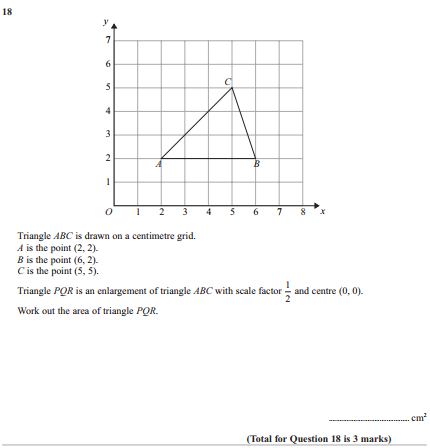 18
y
7
6
5
4
3
2
1
O 1 2 3 4 5 6 7 8 x
C
A
B
Triangle ABC is drawn on a centimetre grid.
A is the point (2, 2).
B is the point (6, 2).
C is the point (5, 5).
Triangle PQR is an enlargement of triangle ABC with scale factor 1/2 and centre (0, 0).
Work out the area of triangle PQR.
cm²
(Total for Question 18 is 3 marks)